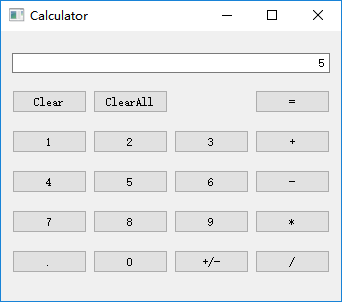 Calculator
5
Clear ClearAll =
1 2 3 +
4 5 6 -
7 8 9 *
. 0 +/- /